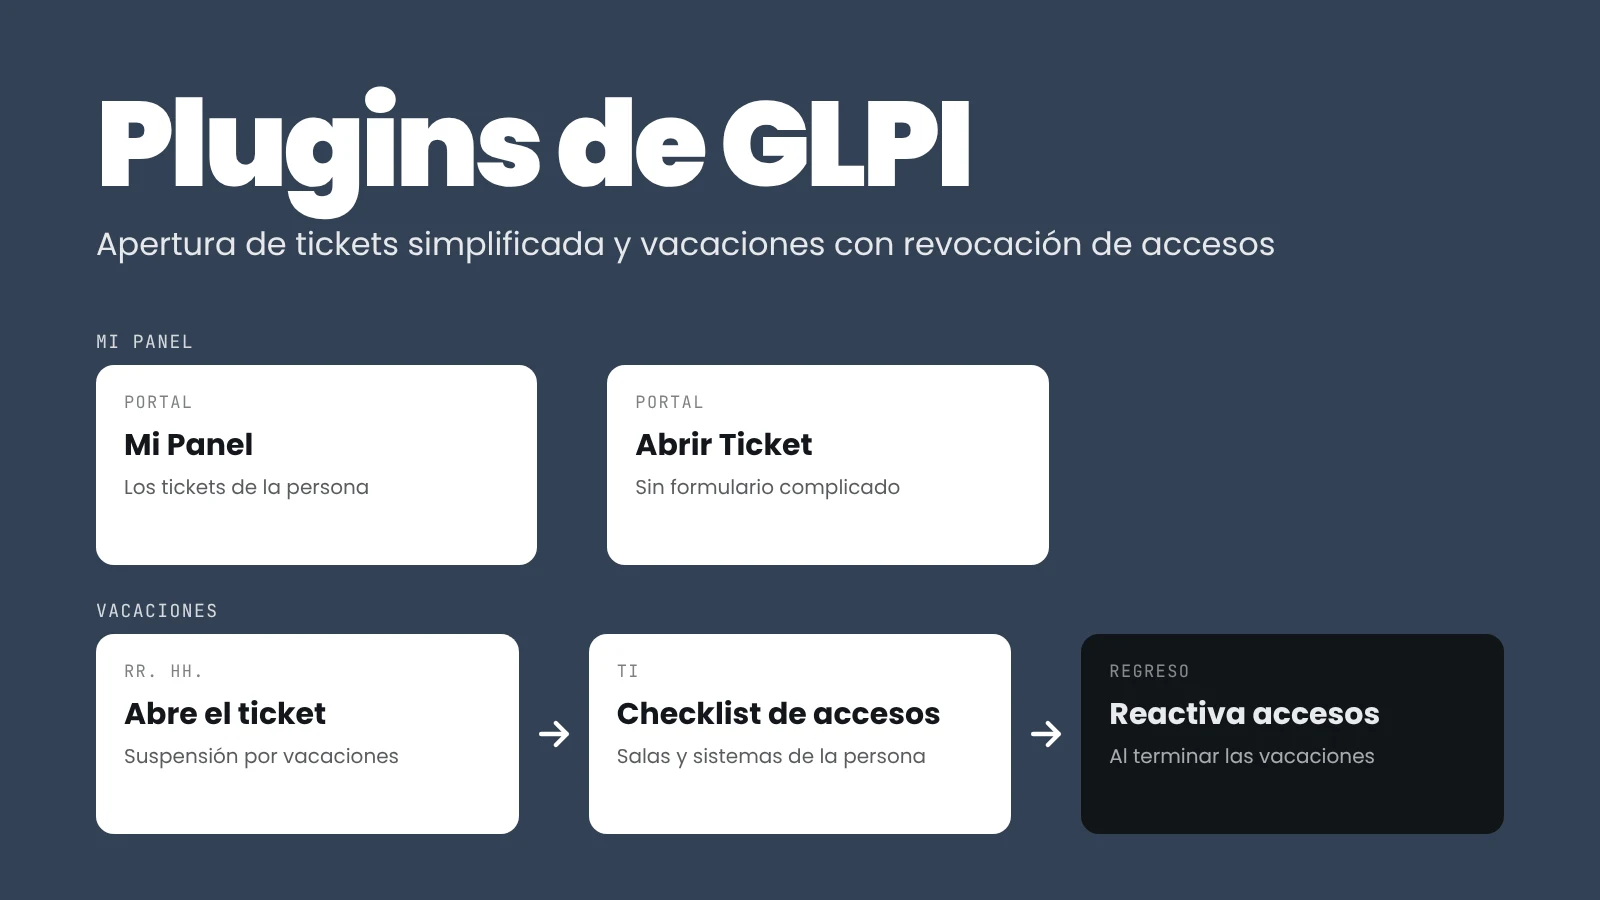 Plugins de GLPI
Apertura de tickets simplificada y vacaciones con revocación de accesos
MI PANEL
PORTAL
Mi Panel
Los tickets de la persona
PORTAL
Abrir Ticket
Sin formulario complicado
VACACIONES
RR. HH.
Abre el ticket
Suspensión por vacaciones
TI
Checklist de accesos
Salas y sistemas de la persona
REGRESO
Reactiva accesos
Al terminar las vacaciones